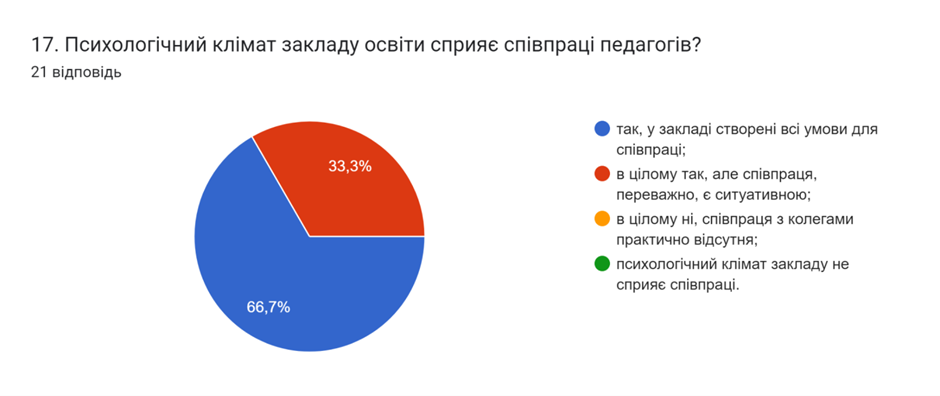 17. Психологічний клімат закладу освіти сприяє співпраці педагогів?
21 відповідь
33,3%
66,7%
так, у закладі створені всі умови для
співпраці;
в цілому так, але співпраця,
переважно, є ситуативною;
в цілому ні, співпраця з колегами
практично відсутня;
психологічний клімат закладу не
сприяє співпраці.